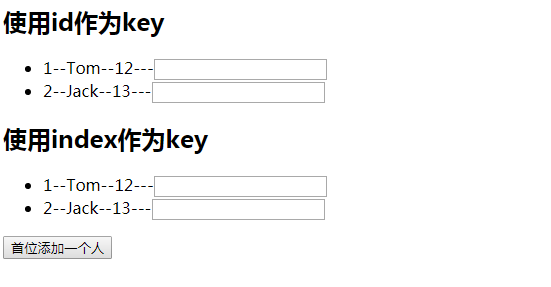 使用id作为key
1--Tom--12---
2--Jack--13---
使用index作为key
1--Tom--12---
2--Jack--13---
首位添加一个人